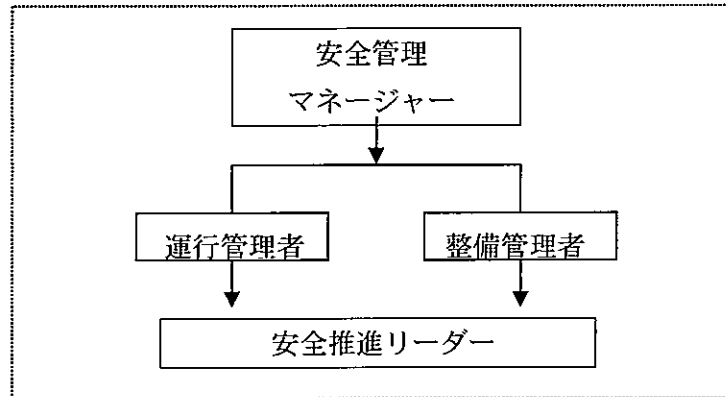 安全管理
マネージャー
運行管理者
整備管理者
安全推進リーダー